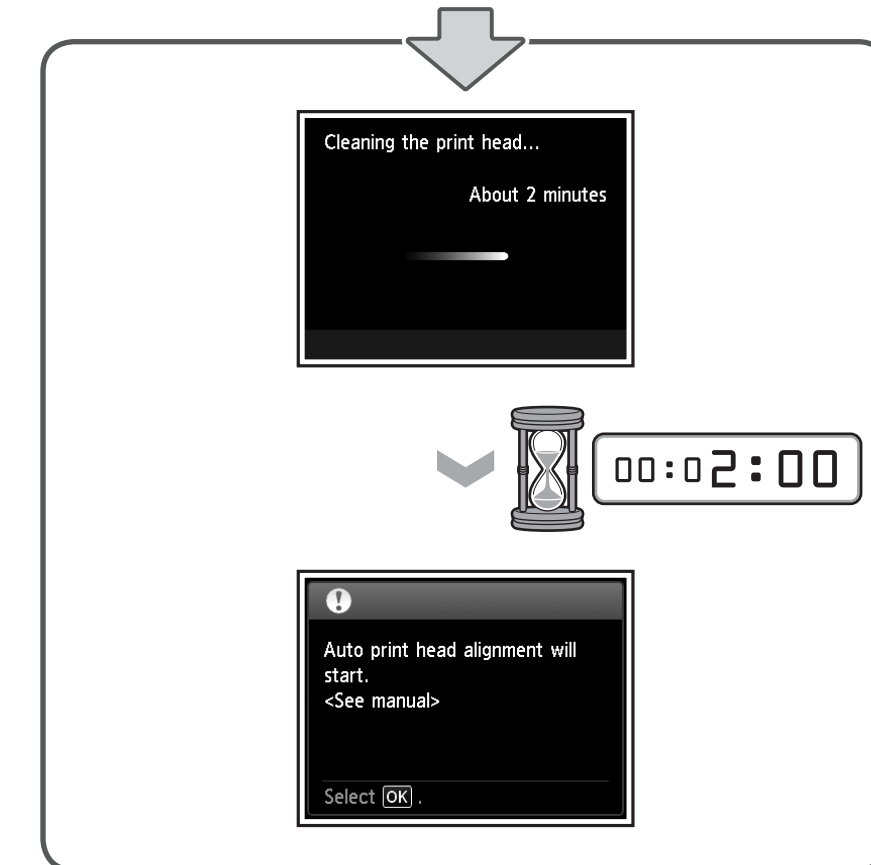 Cleaning the print head...
About 2 minutes
00:02:00
Auto print head alignment will
start.
<See manual>
Select OK .